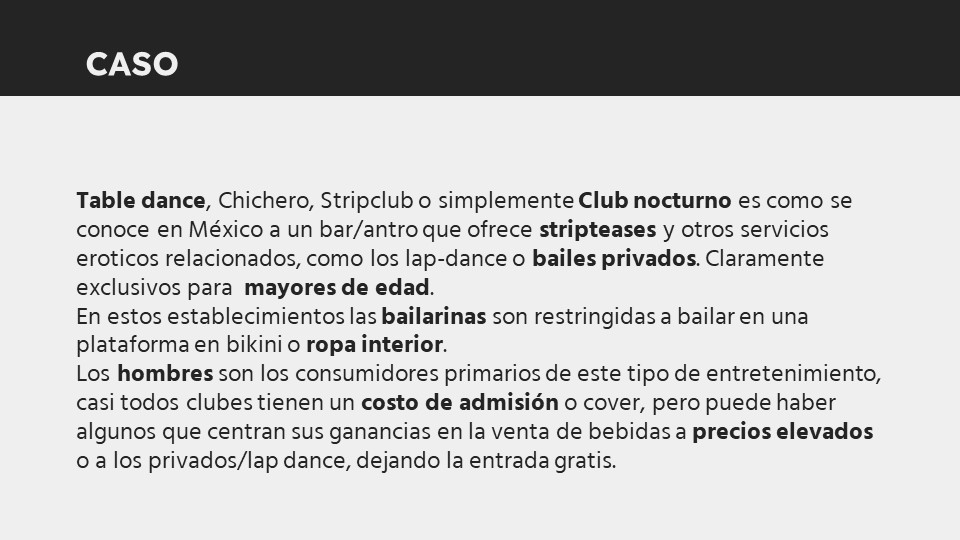 CASO
Table dance, Chichero, Stripclub o simplemente Club nocturno es como se
conoce en México a un bar/antro que ofrece stripteases y otros servicios
eroticos relacionados, como los lap-dance o bailes privados. Claramente
exclusivos para mayores de edad.
En estos establecimientos las bailarinas son restringidas a bailar en una
plataforma en bikini o ropa interior.
Los hombres son los consumidores primarios de este tipo de entretenimiento,
casi todos clubes tienen un costo de admisión o cover, pero puede haber
algunos que centran sus ganancias en la venta de bebidas a precios elevados
o a los privados/lap dance, dejando la entrada gratis.